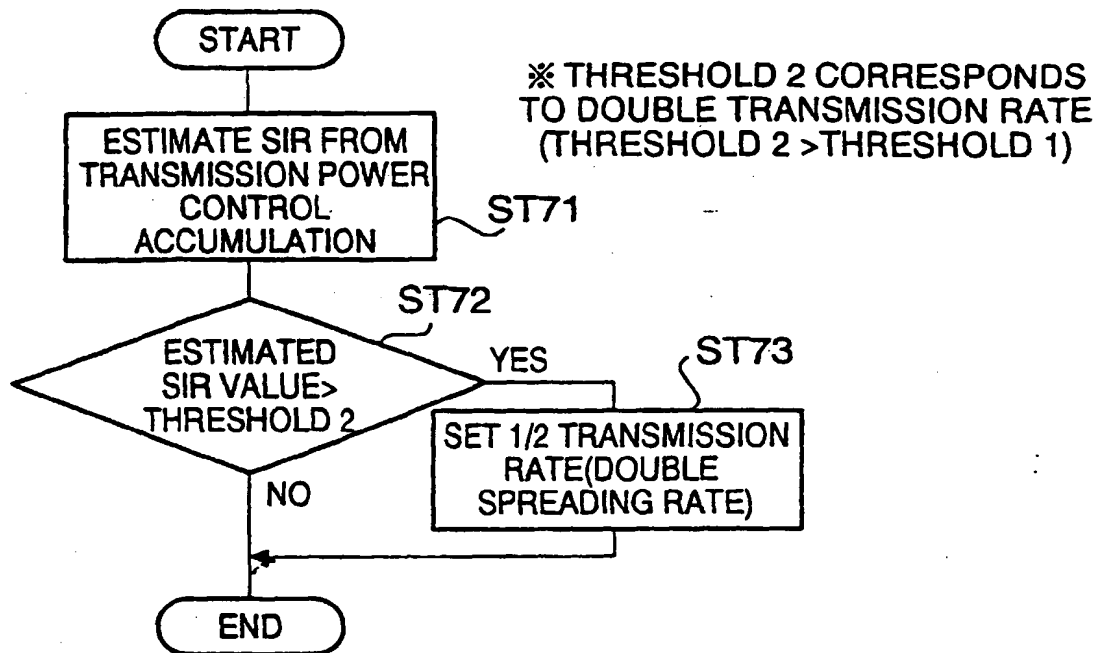 START
※ THRESHOLD 2 CORRESPONDS
TO DOUBLE TRANSMISSION RATE
(THRESHOLD 2 >THRESHOLD 1)
ESTIMATE SIR FROM
TRANSMISSION POWER
CONTROL
ACCUMULATION
ST71
ST72
ESTIMATED
SIR VALUE>
THRESHOLD 2
YES
ST73
SET 1/2 TRANSMISSION
RATE(DOUBLE
SPREADING RATE)
NO
END